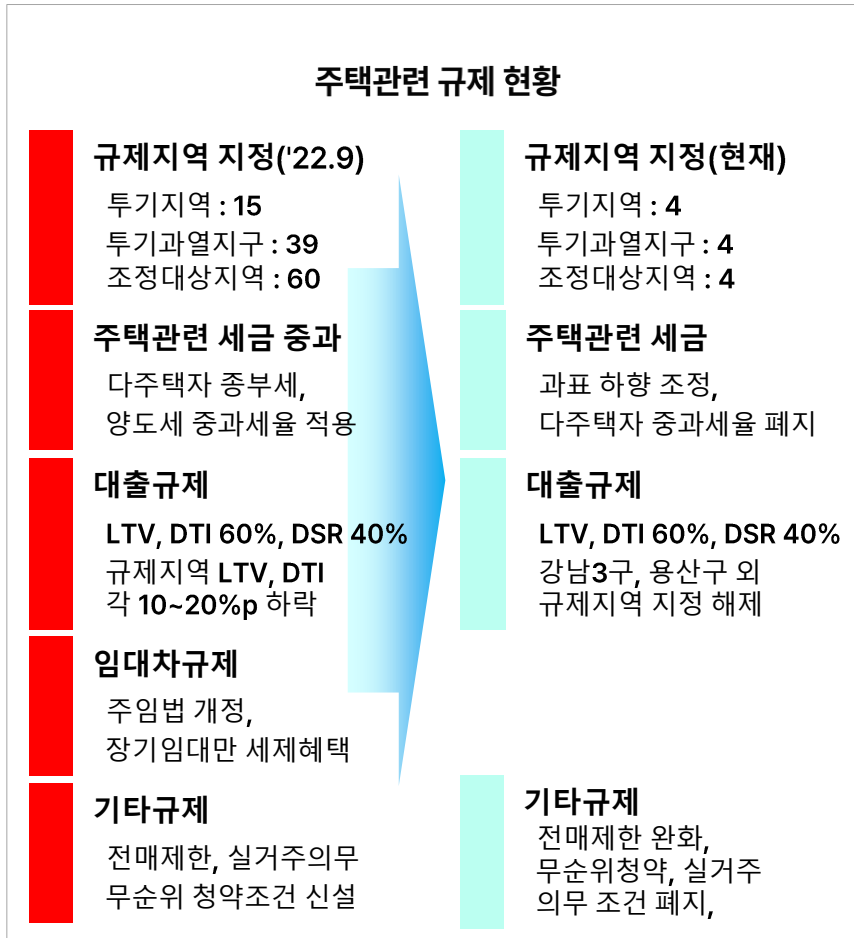 주택관련 규제 현황
규제지역 지정('22.9)
투기지역 : 15
투기과열지구 : 39
조정대상지역 : 60
주택관련 세금 중과
다주택자 종부세,
양도세 중과세율 적용
대출규제
LTV, DTI 60%, DSR 40%
규제지역 LTV, DTI
각 10~20%p 하락
임대차규제
주임법 개정,
장기임대만 세제혜택
기타규제
전매제한, 실거주의무
무순위 청약조건 신설
규제지역 지정(현재)
투기지역 : 4
투기과열지구 : 4
조정대상지역 : 4
주택관련 세금
과표 하향 조정,
다주택자 중과세율 폐지
대출규제
LTV, DTI 60%, DSR 40%
강남3구, 용산구 외
규제지역 지정 해제
기타규제
전매제한 완화,
무순위청약, 실거주
의무 조건 폐지,